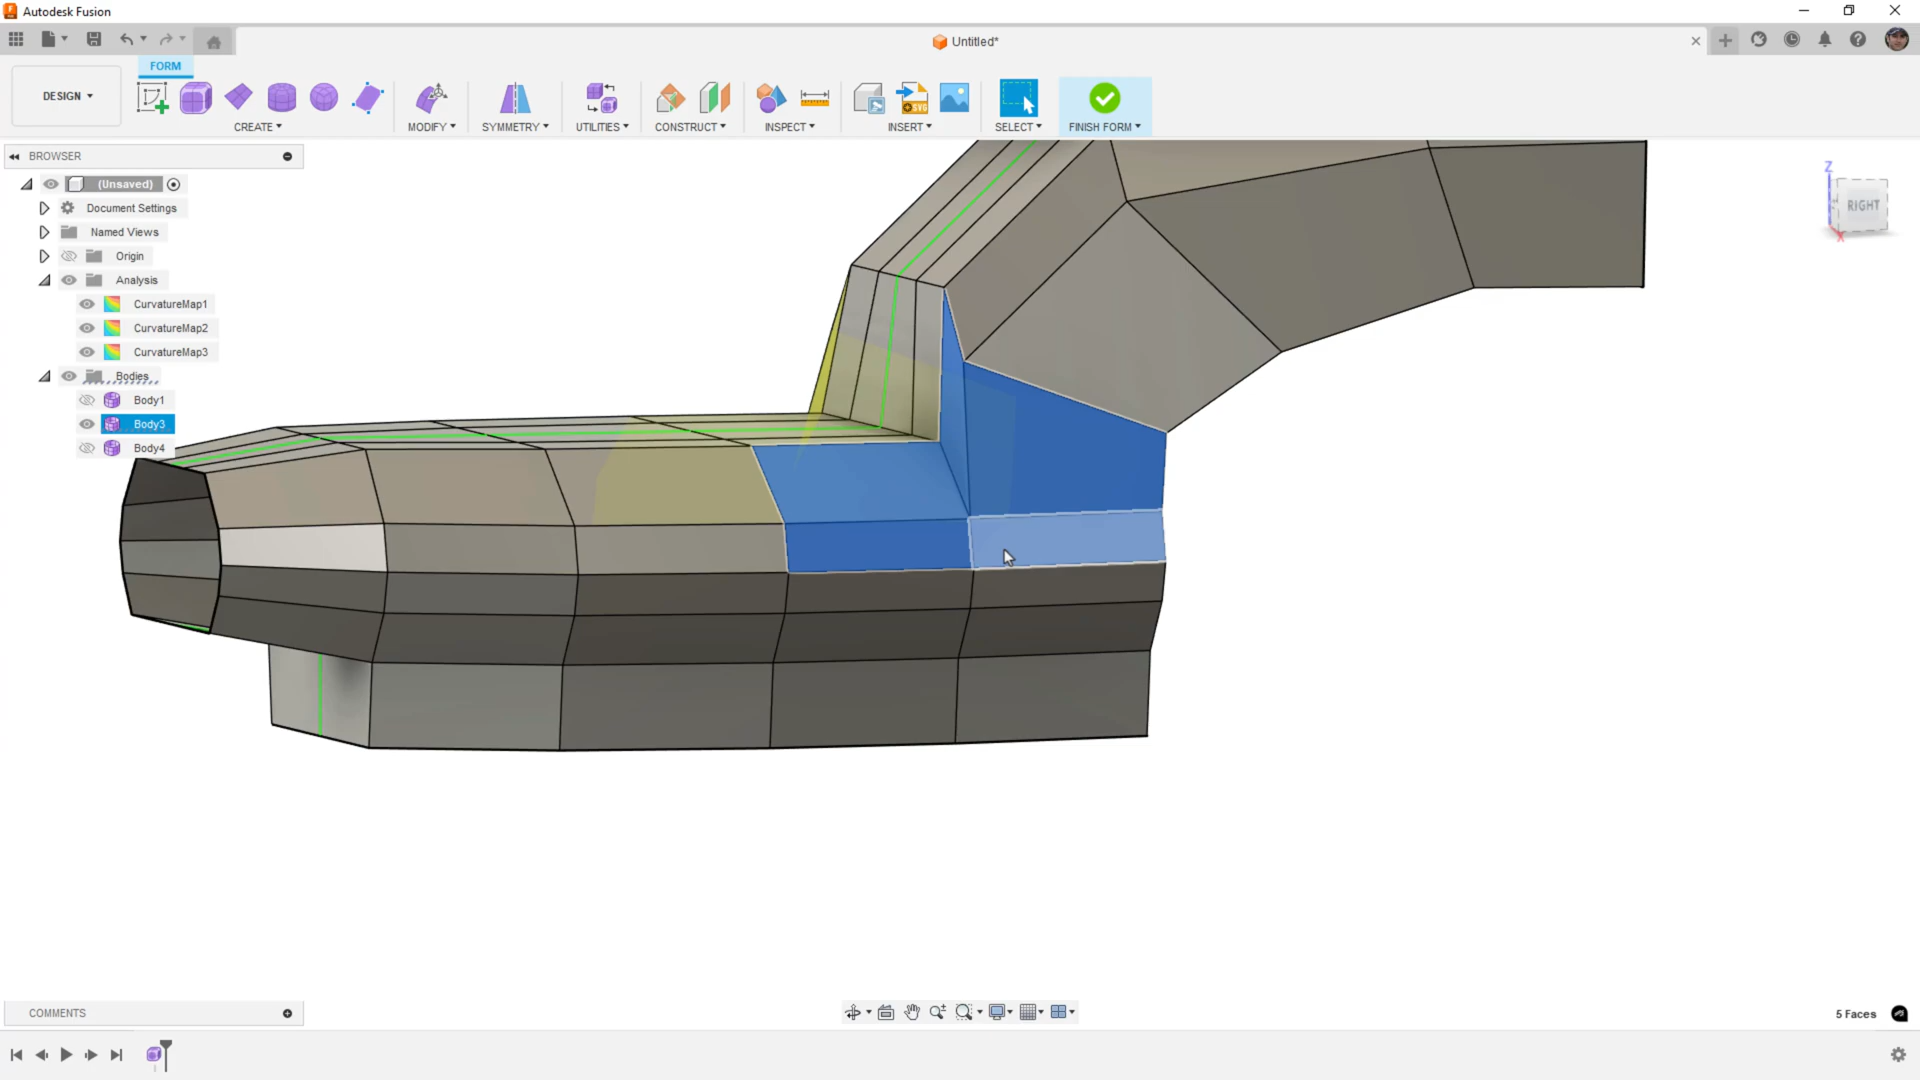 Autodesk Fusion
Untitled*
FORM
DESIGN
CREATE
MODIFY
SYMMETRY
UTILITIES
CONSTRUCT
INSPECT
INSERT
SELECT
FINISH FORM
BROWSER
(Unsaved)
Document Settings
Named Views
Origin
Analysis
CurvatureMap1
CurvatureMap2
CurvatureMap3
Bodies
Body1
Body3
Body4
Z
RIGHT
X
SVG
COMMENTS
5 Faces